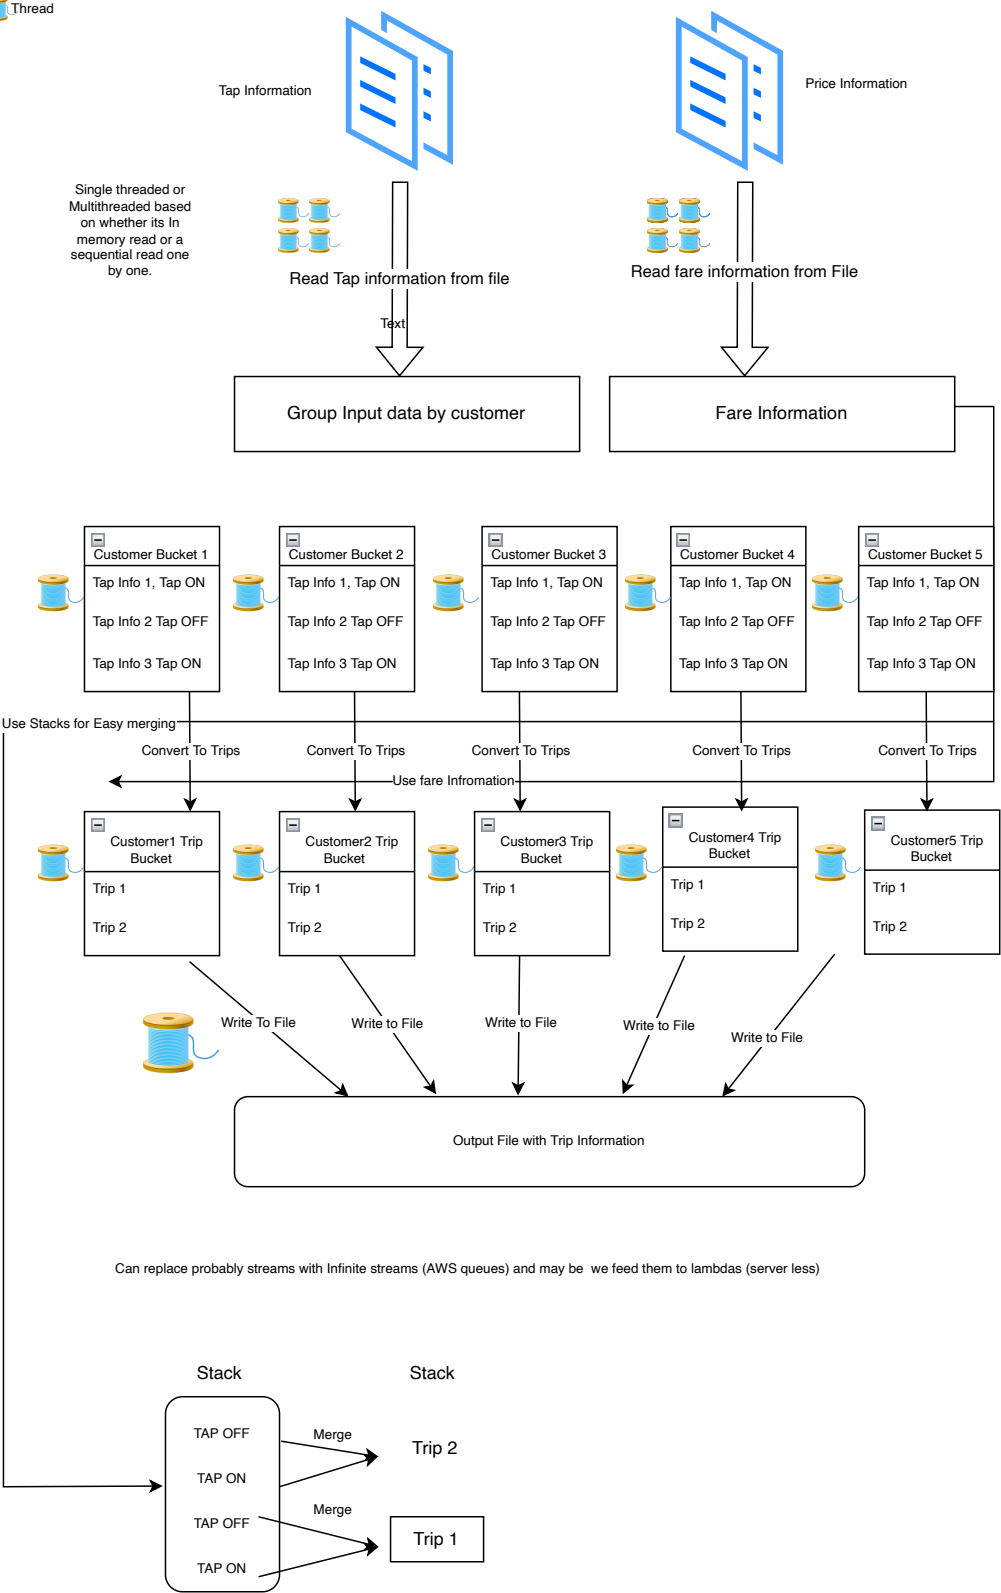 Thread
Tap Information
Price Information
Single threaded or
Multithreaded based
on whether its In
memory read or a
sequential read one
by one.
Read Tap information from file
Read fare information from File
Text
Group Input data by customer
Fare Information
Customer Bucket 1
Customer Bucket 2
Customer Bucket 3
Customer Bucket 4
Customer Bucket 5
Tap Info 1, Tap ON
Tap Info 1, Tap ON
Tap Info 1, Tap ON
Tap Info 1, Tap ON
Tap Info 1, Tap ON
Tap Info 2 Tap OFF
Tap Info 2 Tap OFF
Tap Info 2 Tap OFF
Tap Info 2 Tap OFF
Tap Info 2 Tap OFF
Tap Info 3 Tap ON
Tap Info 3 Tap ON
Tap Info 3 Tap ON
Tap Info 3 Tap ON
Tap Info 3 Tap ON
Use Stacks for Easy merging
Convert To Trips
Convert To Trips
Convert To Trips
Convert To Trips
Convert To Trips
Use fare Infromation
Customer1 Trip
Bucket
Customer2 Trip
Bucket
Customer3 Trip
Bucket
Customer4 Trip
Bucket
Customer5 Trip
Bucket
Trip 1
Trip 1
Trip 1
Trip 1
Trip 1
Trip 2
Trip 2
Trip 2
Trip 2
Trip 2
Write To File
Write to File
Write to File
Write to File
Write to File
Output File with Trip Information
Can replace probably streams with Infinite streams (AWS queues) and may be  we feed them to lambdas (server less)
Stack
Stack
TAP OFF
Merge
Trip 2
TAP ON
Merge
TAP OFF
Trip 1
TAP ON